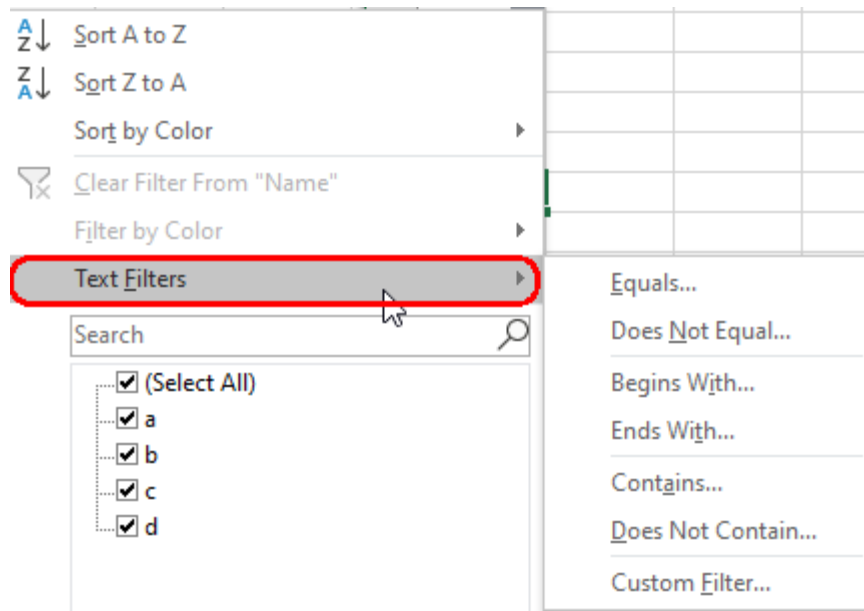 Sort A to Z
Sort Z to A
Sort by Color
Clear Filter From "Name"
Filter by Color
Text Filters
Search
(Select All)
a
b
c
d
Equals...
Does Not Equal...
Begins With...
Ends With...
Contains...
Does Not Contain...
Custom Filter...